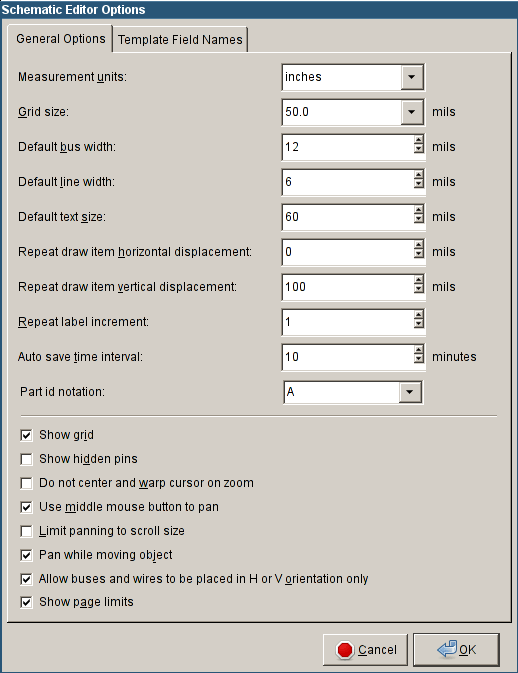 Schematic Editor Options
General Options Template Field Names
Measurement units: inches
Grid size: 50.0 mils
Default bus width: 12 mils
Default line width: 6 mils
Default text size: 60 mils
Repeat draw item horizontal displacement: 0 mils
Repeat draw item vertical displacement: 100 mils
Repeat label increment: 1
Auto save time interval: 10 minutes
Part id notation: A
Show grid
Show hidden pins
Do not center and warp cursor on zoom
Use middle mouse button to pan
Limit panning to scroll size
Pan while moving object
Allow buses and wires to be placed in H or V orientation only
Show page limits
Cancel OK